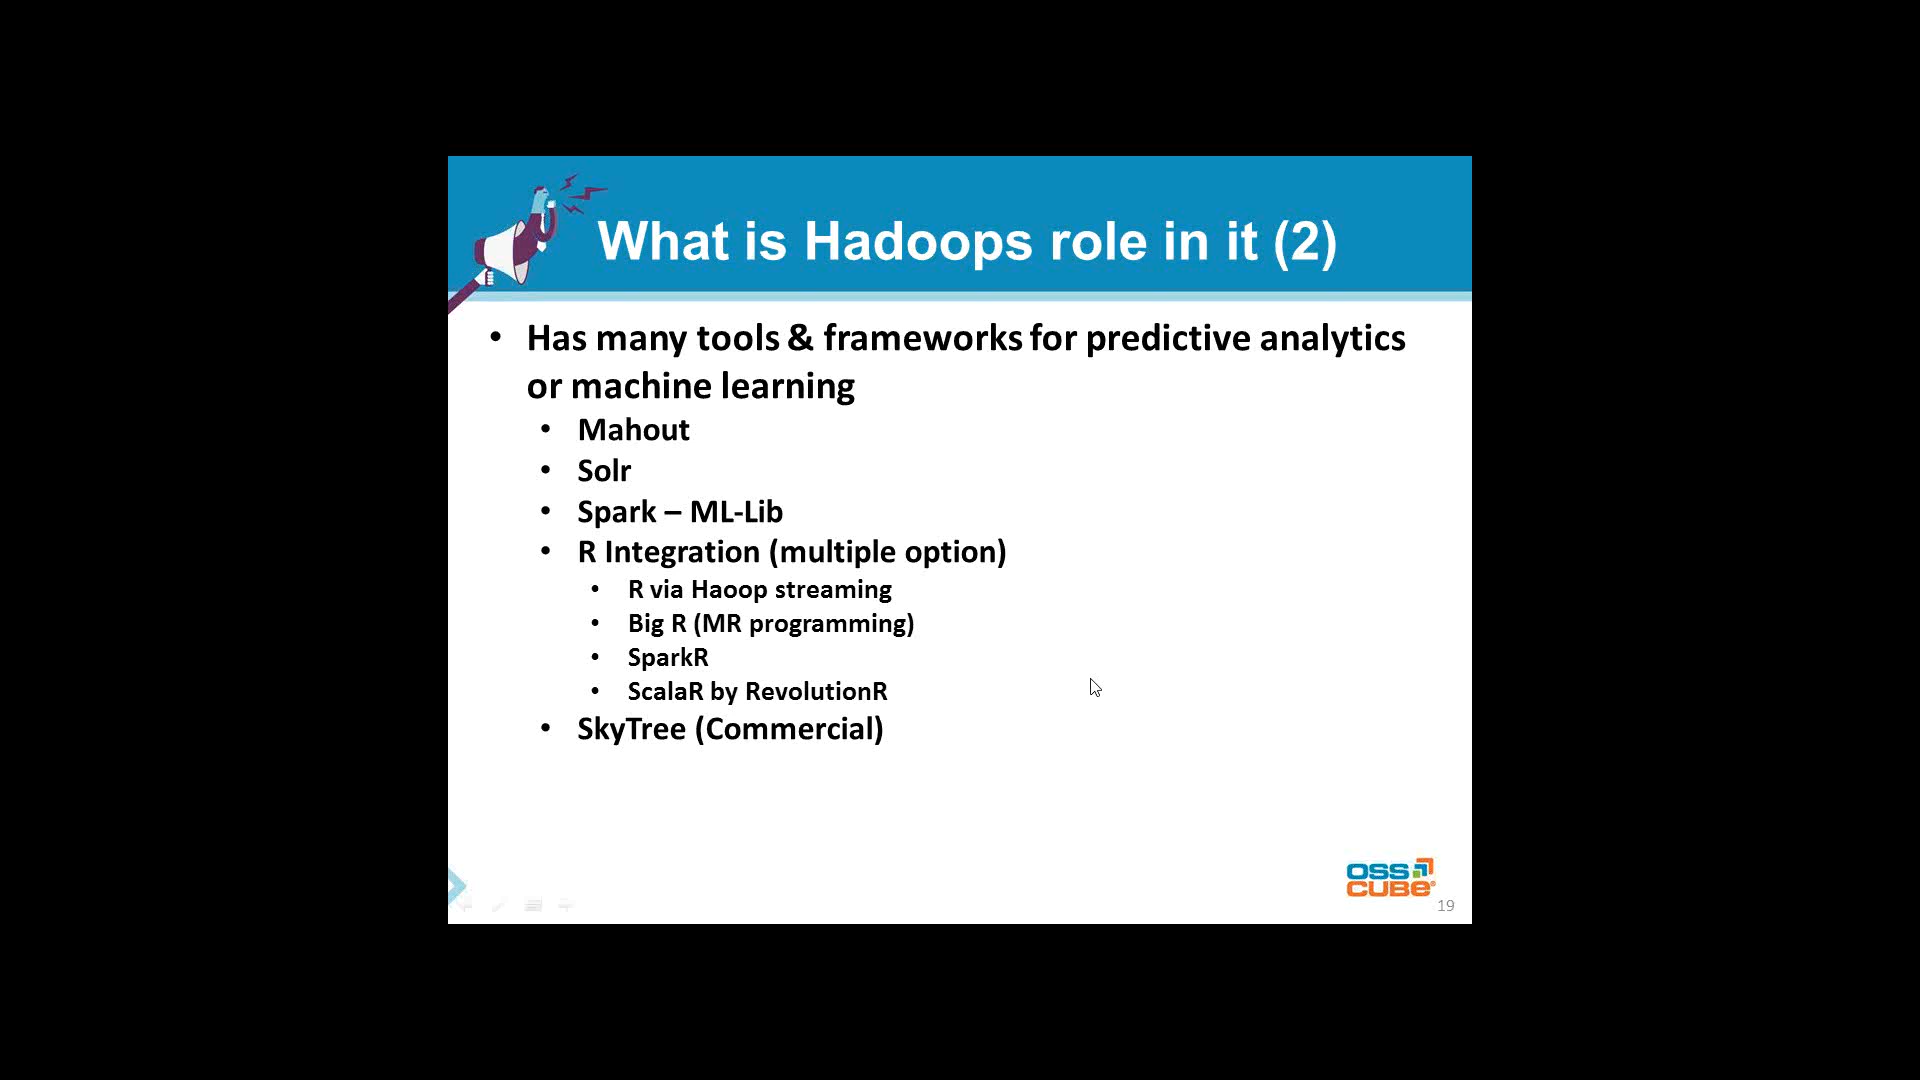 What is Hadoops role in it (2)
• Has many tools & frameworks for predictive analytics
or machine learning
• Mahout
• Solr
• Spark – ML-Lib
• R Integration (multiple option)
• R via Haoop streaming
• Big R (MR programming)
• SparkR
• ScalaR by RevolutionR
• SkyTree (Commercial)
OSS
CUBE
19